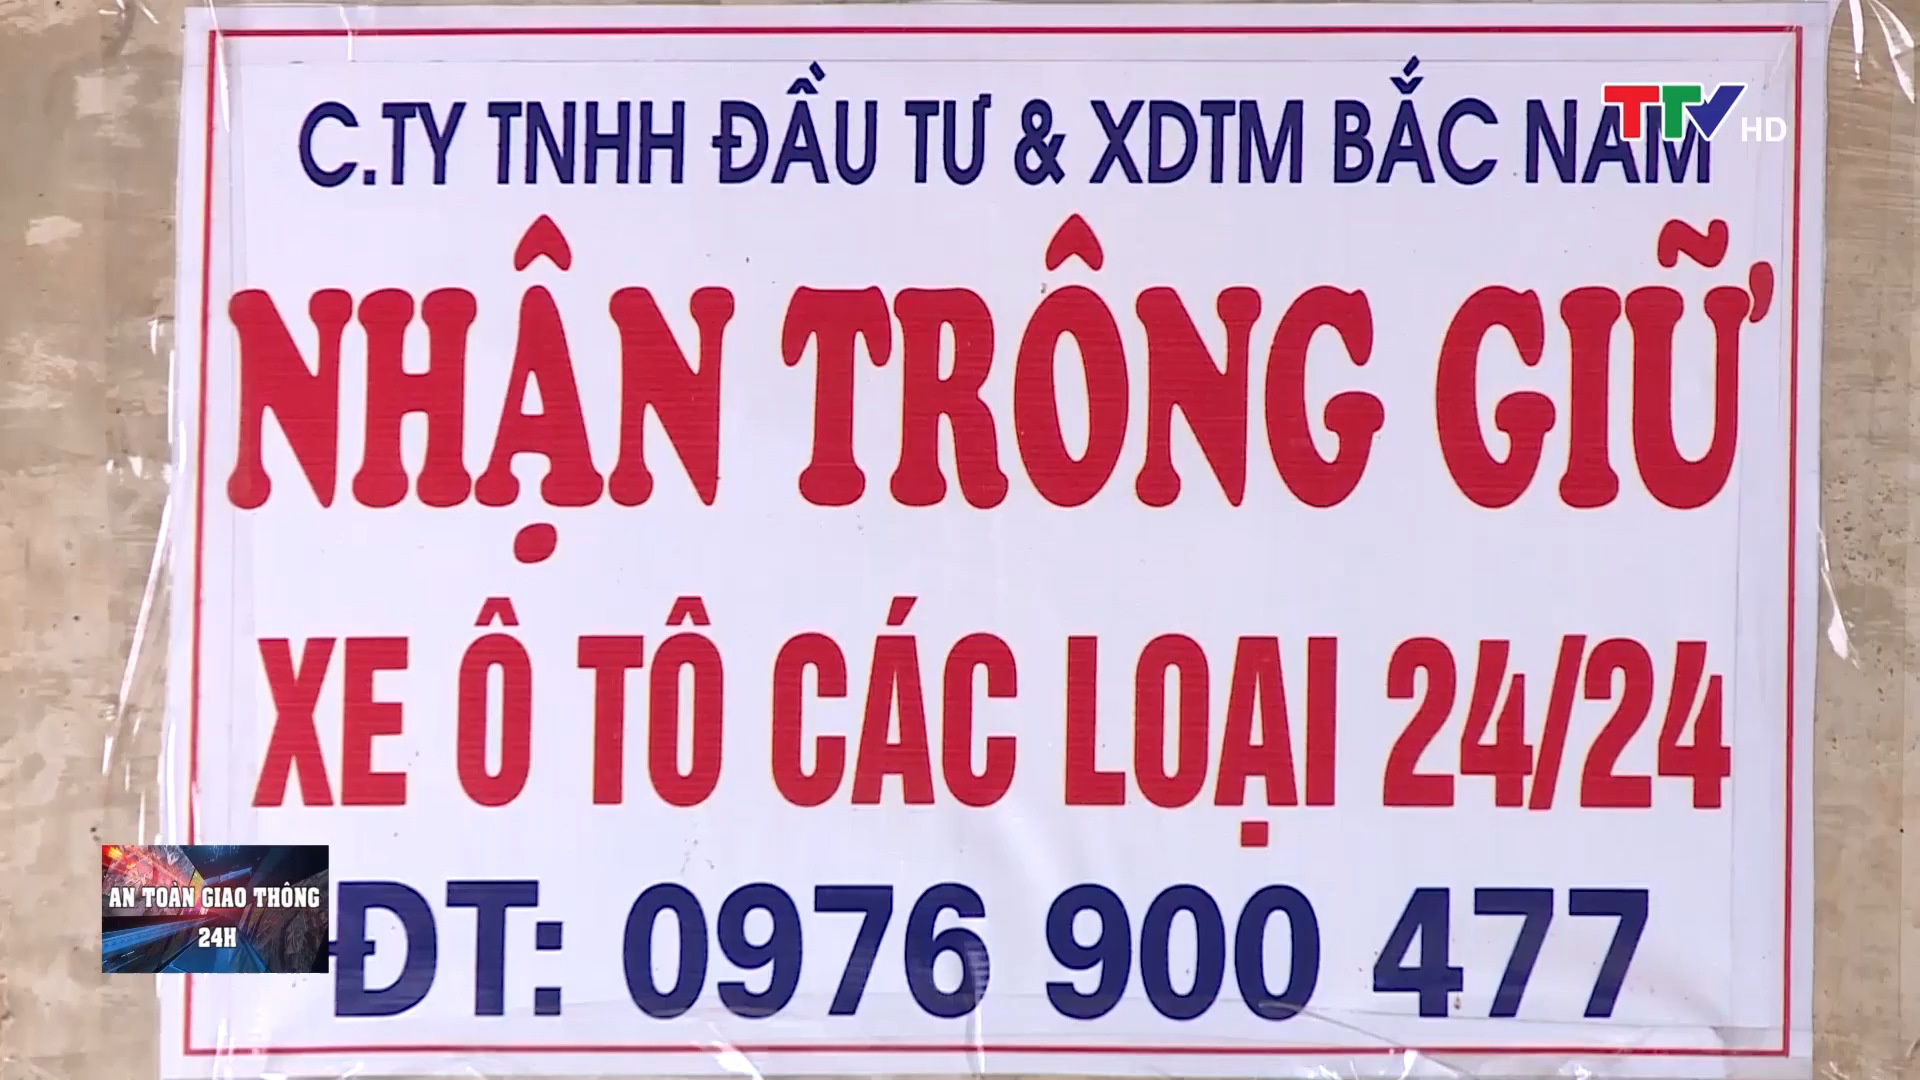 C.TY TNHH ĐẦU TƯ & XDTM BẮC NAM
TTV HD
NHẬN TRÔNG GIỮ
XE Ô TÔ CÁC LOẠI 24/24
AN TOÀN GIAO THÔNG
24H
ĐT: 0976 900 477